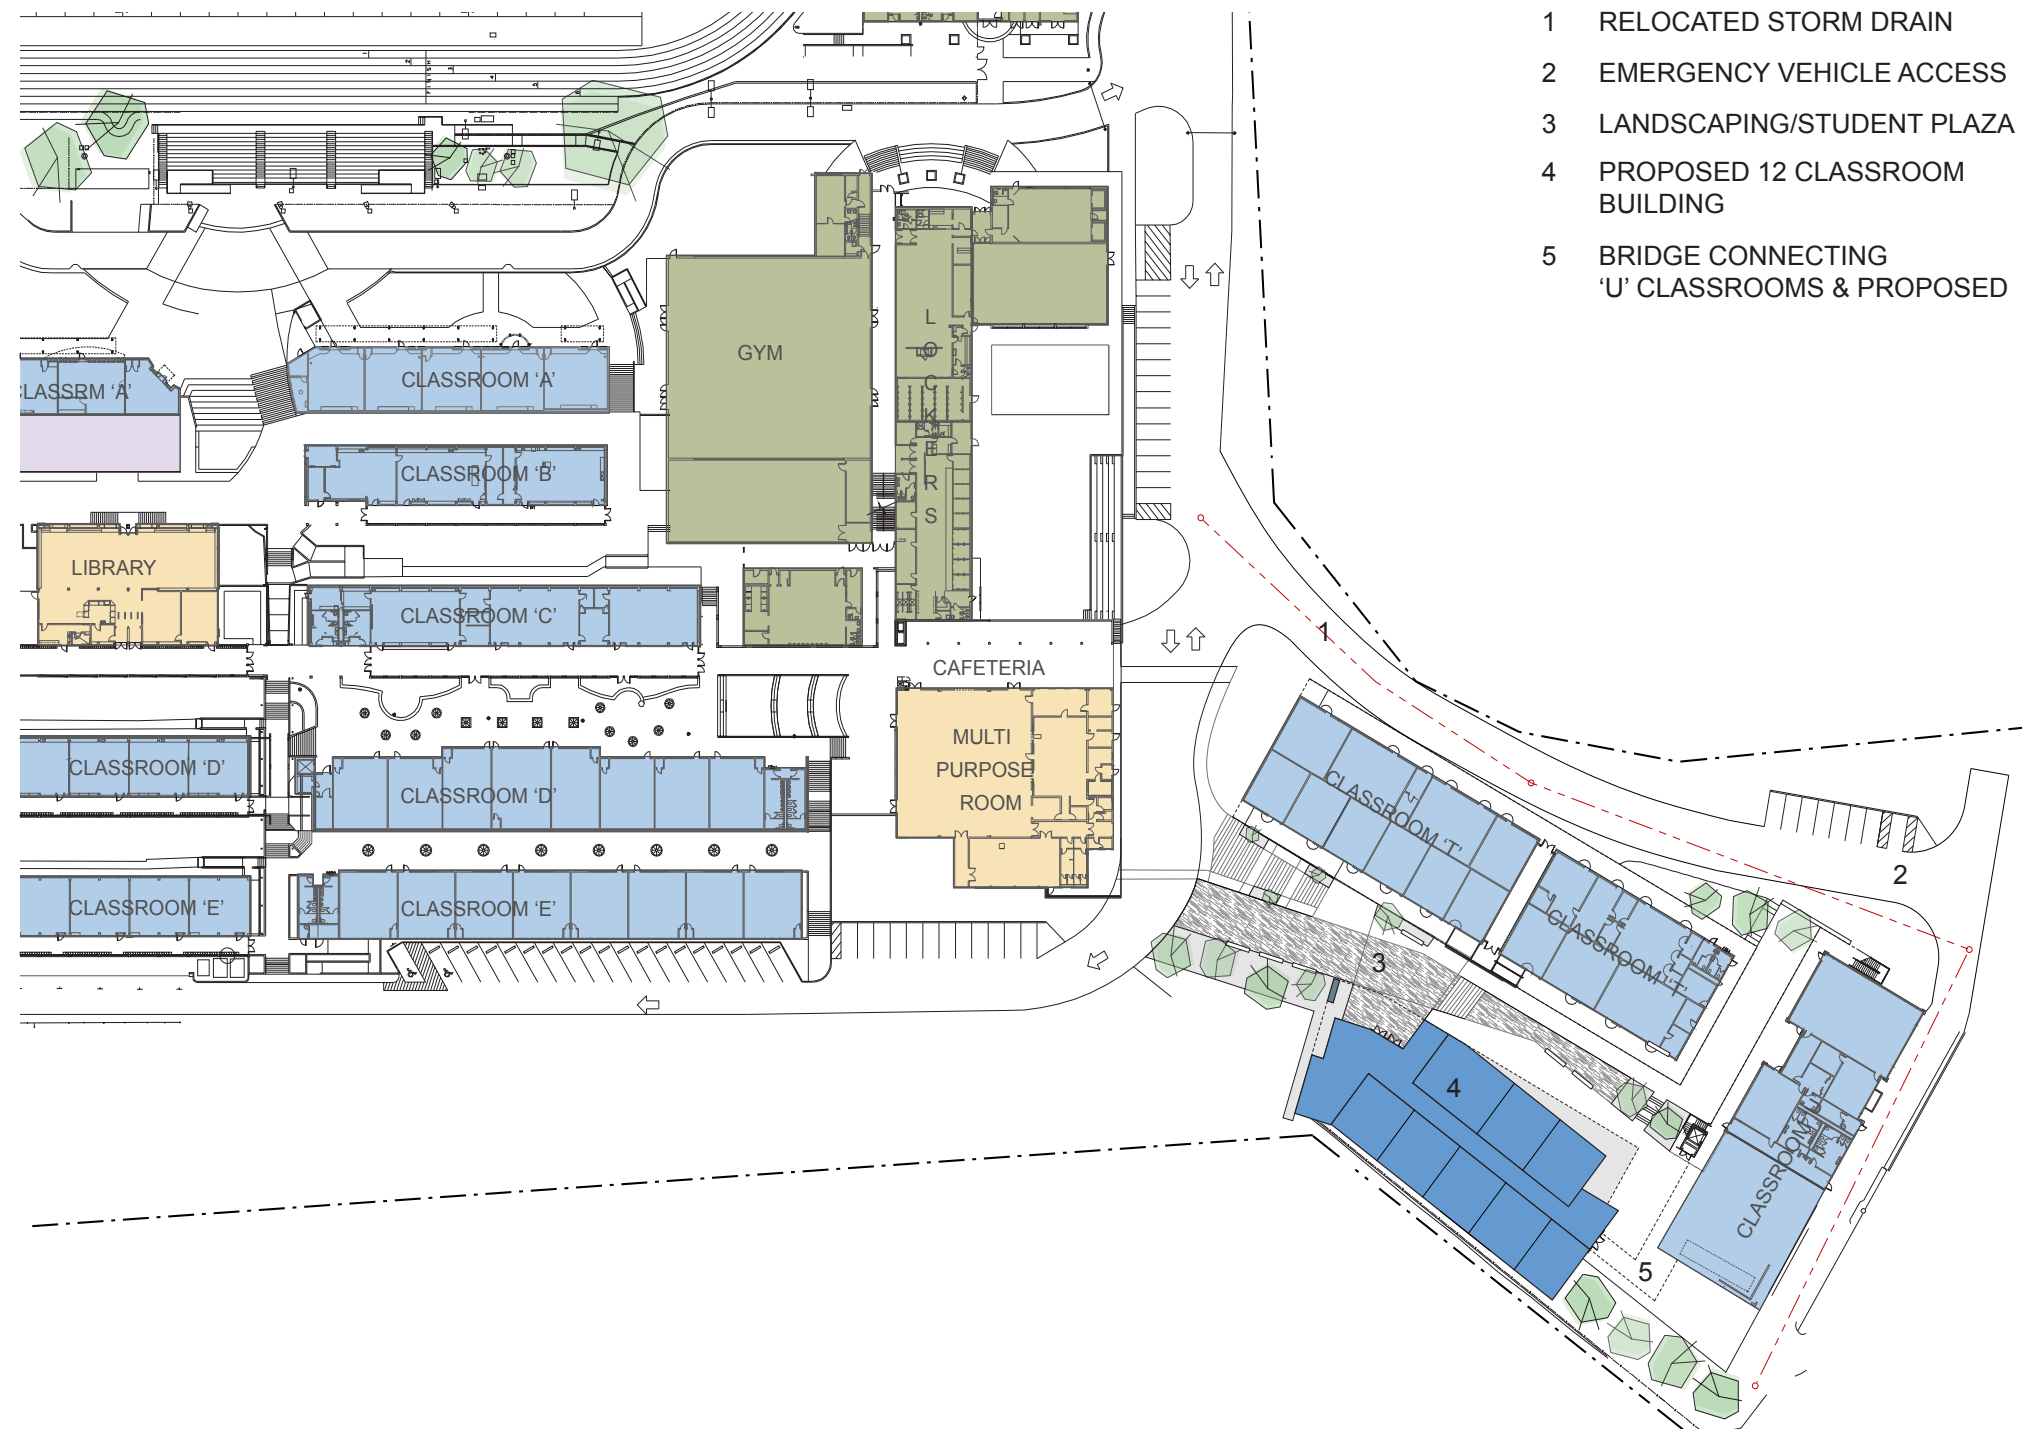 1 RELOCATED STORM DRAIN
2 EMERGENCY VEHICLE ACCESS
3 LANDSCAPING/STUDENT PLAZA
4 PROPOSED 12 CLASSROOM
BUILDING
5 BRIDGE CONNECTING
‘U’ CLASSROOMS & PROPOSED
FINISH
GYM
LOCKERS
CLASSRM ‘A’
CLASSROOM ‘A’
CLASSROOM ‘B’
LIBRARY
CLASSROOM ‘C’
1
CAFETERIA
MULTI
PURPOSE
ROOM
CLASSROOM ‘D’
CLASSROOM ‘D’
CLASSROOM ‘T’
2
CLASSROOM ‘E’
CLASSROOM ‘E’
CLASSROOM ‘T’
3
4
CLASSROOM
5